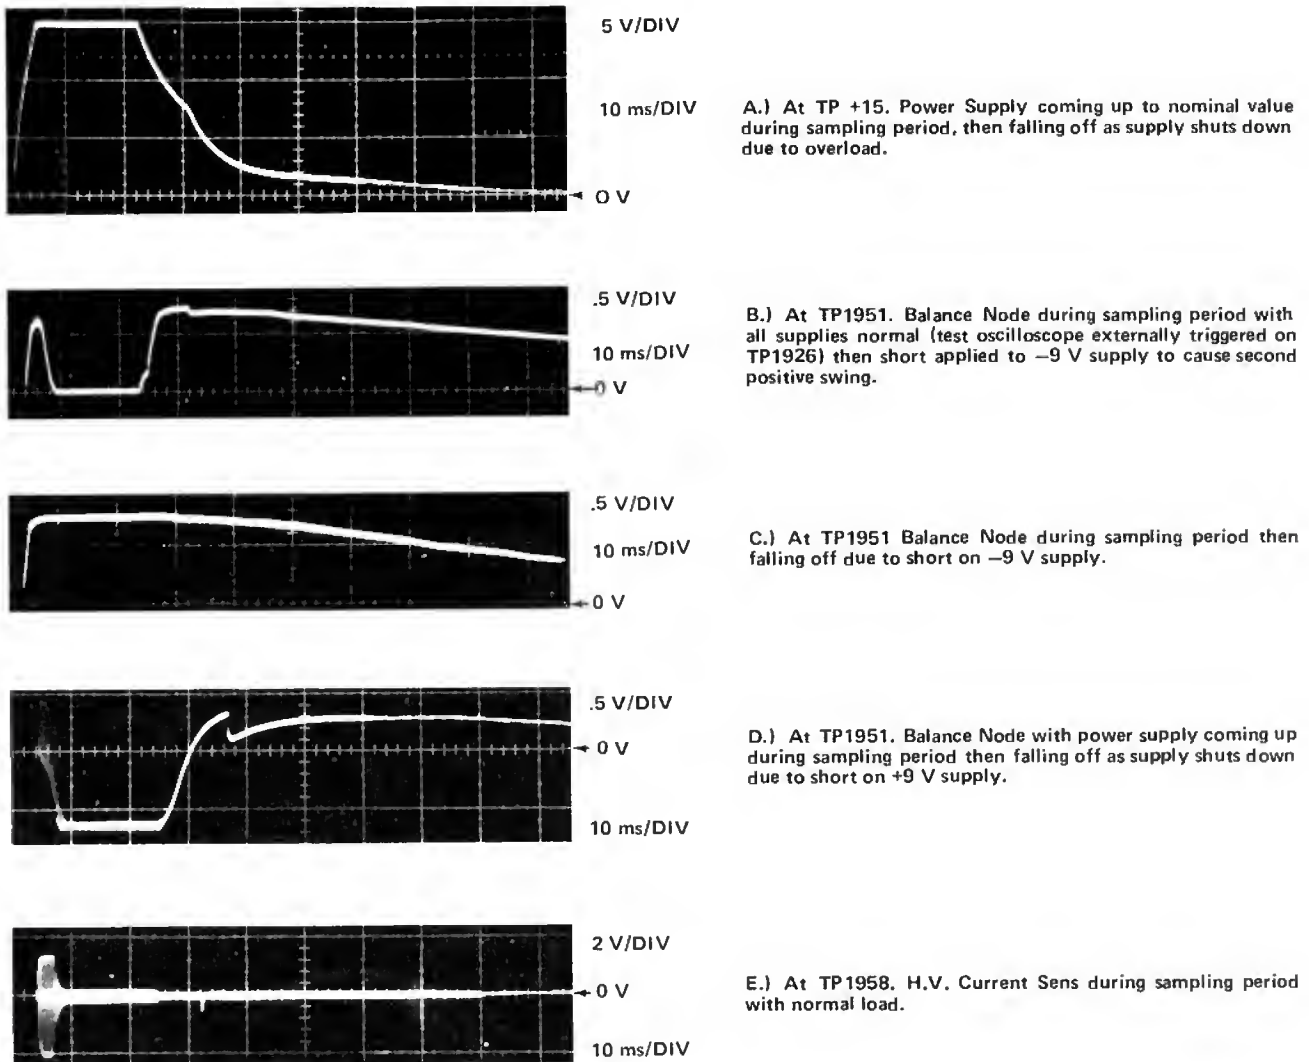 5 V/DIV
10 ms/DIV
0 V
A.) At TP +15. Power Supply coming up to nominal value
during sampling period, then falling off as supply shuts down
due to overload.
.5 V/DIV
10 ms/DIV
0 V
B.) At TP1951. Balance Node during sampling period with
all supplies normal (test oscilloscope externally triggered on
TP1926) then short applied to −9 V supply to cause second
positive swing.
.5 V/DIV
10 ms/DIV
0 V
C.) At TP1951 Balance Node during sampling period then
falling off due to short on −9 V supply.
.5 V/DIV
0 V
10 ms/DIV
D.) At TP1951. Balance Node with power supply coming up
during sampling period then falling off as supply shuts down
due to short on +9 V supply.
2 V/DIV
0 V
10 ms/DIV
E.) At TP1958. H.V. Current Sens during sampling period
with normal load.